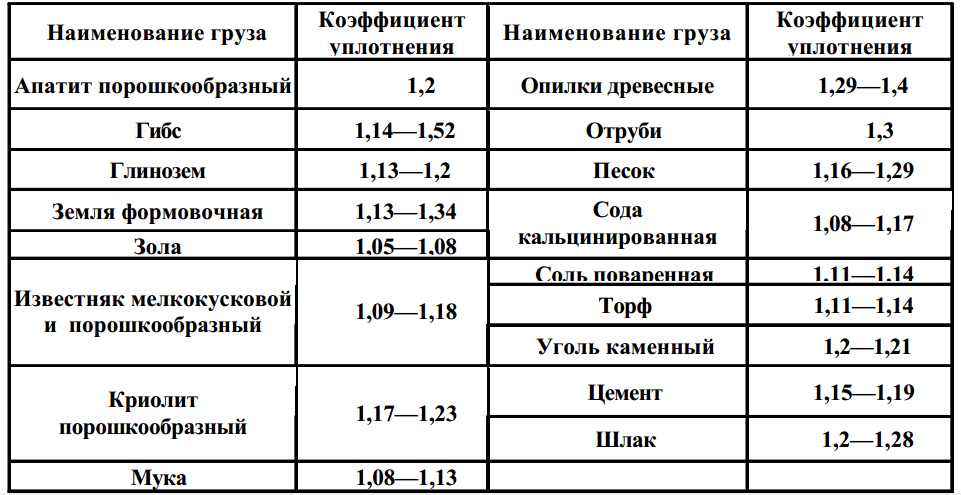 Наименование груза
Коэффициент
уплотнения
Наименование груза
Коэффициент
уплотнения
Апатит порошкообразный
1,2
Опилки древесные
1,29—1,4
Гибс
1,14—1,52
Отруби
1,3
Глинозем
1,13—1,2
Песок
1,16—1,29
Земля формовочная
1,13—1,34
Сода
кальцинированная
1,08—1,17
Зола
1,05—1,08
Соль поваренная
1,11—1,14
Известняк мелкокусковой
и порошкообразный
1,09—1,18
Торф
1,11—1,14
Уголь каменный
1,2—1,21
Криолит
порошкообразный
1,17—1,23
Цемент
1,15—1,19
Шлак
1,2—1,28
Мука
1,08—1,13